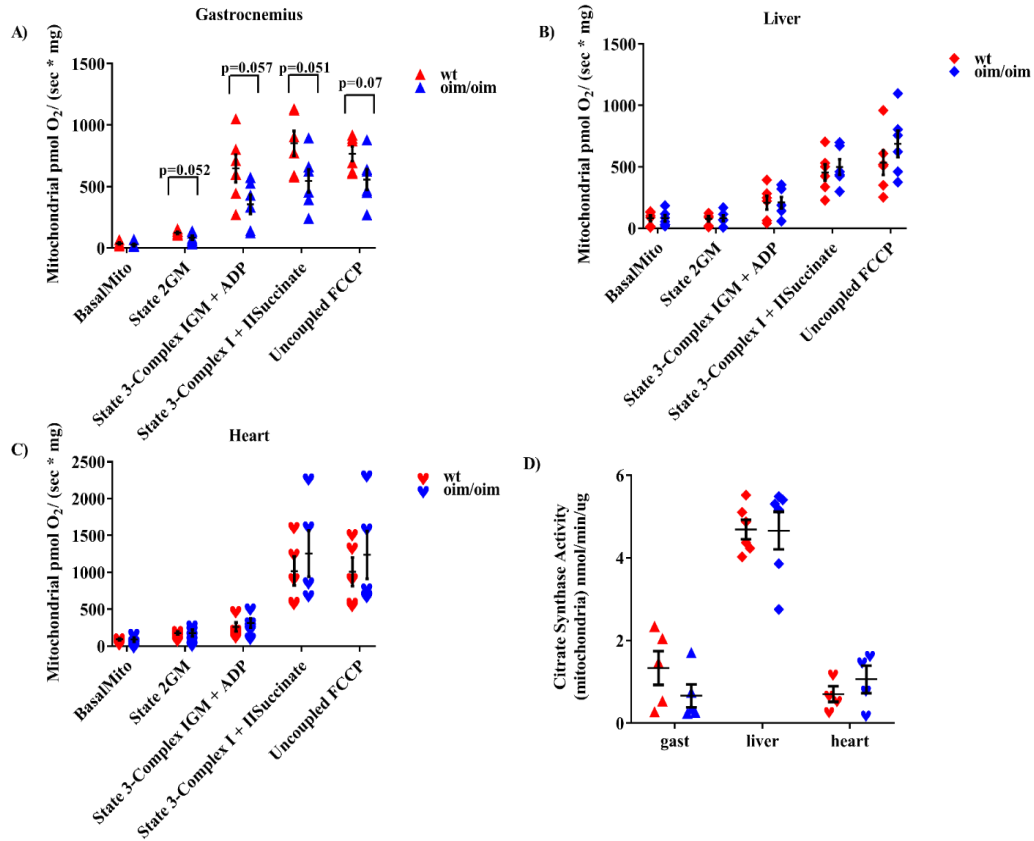 A)
Gastrocnemius
Mitochondrial pmol O2/ (sec * mg)
1500
1000
500
0
p=0.052
p=0.057
p=0.051
p=0.07
wt
oim/oim
BasalMito
State 2GM
State 3-Complex IGM + ADP
State 3-Complex I + IISuccinate
Uncoupled FCCP
B)
Liver
Mitochondrial pmol O2/ (sec * mg)
1500
1000
500
0
wt
oim/oim
BasalMito
State 2GM
State 3-Complex IGM + ADP
State 3-Complex I + IISuccinate
Uncoupled FCCP
C)
Heart
Mitochondrial pmol O2/ (sec * mg)
2500
2000
1500
1000
500
0
wt
oim/oim
BasalMito
State 2GM
State 3-Complex IGM + ADP
State 3-Complex I + IISuccinate
Uncoupled FCCP
D)
Citrate Synthase Activity
(mitochondria) nmol/min/ug
6
4
2
0
gast
liver
heart